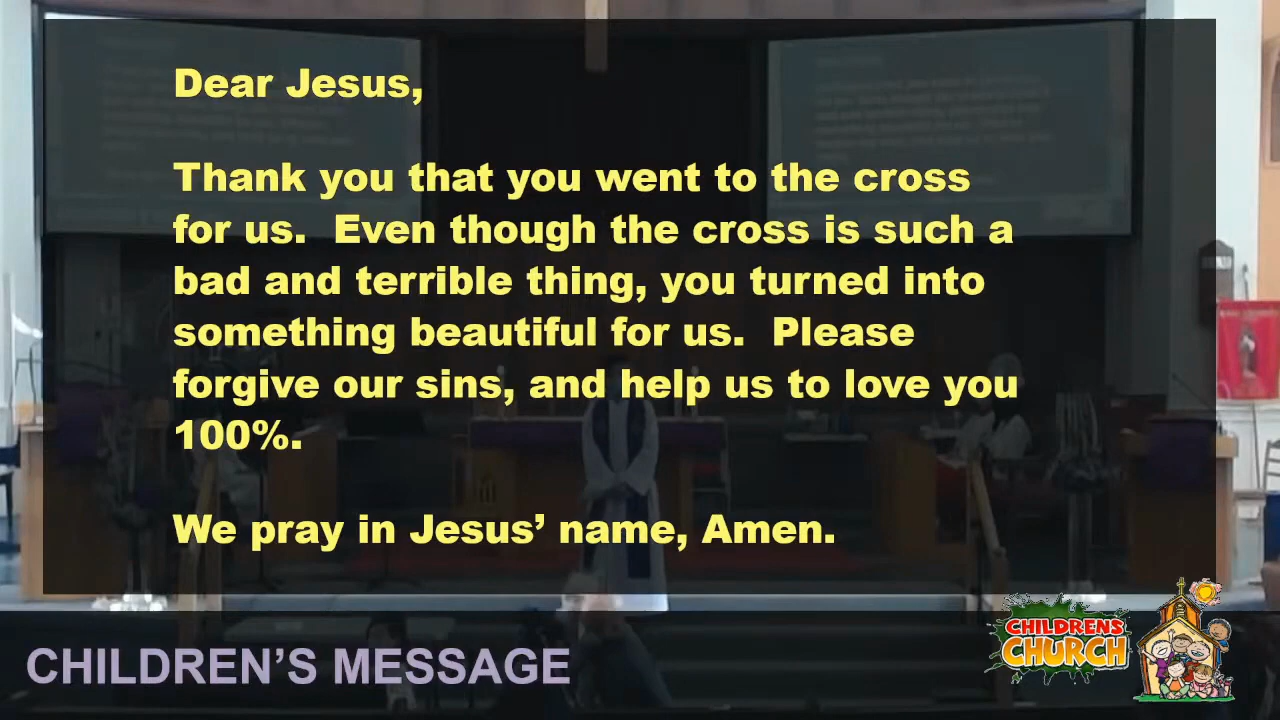 Dear Jesus,
Thank you that you went to the cross
for us.  Even though the cross is such a
bad and terrible thing, you turned into
something beautiful for us.  Please
forgive our sins, and help us to love you
100%.
We pray in Jesus’ name, Amen.
CHILDREN’S MESSAGE
CHILDRENS
CHURCH